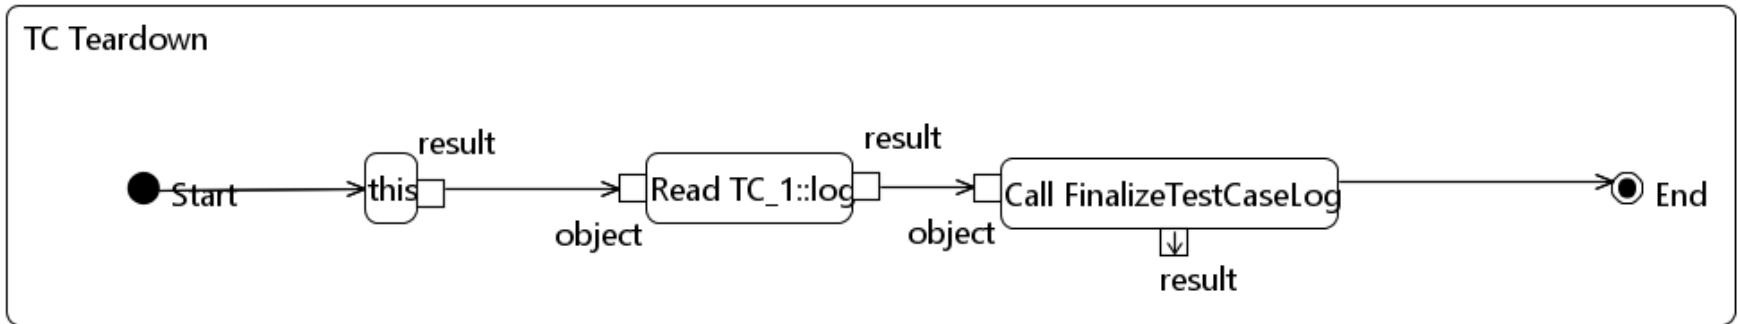 TC Teardown
result
result
Start
this
Read TC_1::log
Call FinalizeTestCaseLog
End
object
object
result